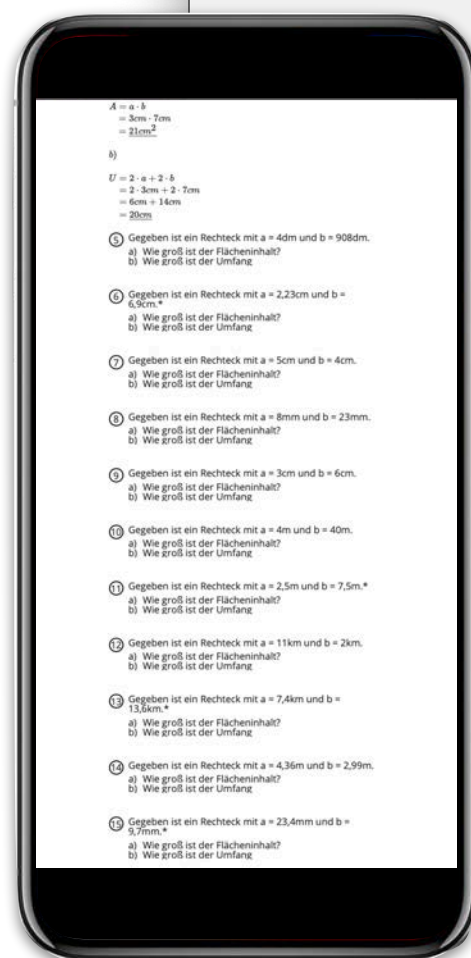 A = a · b
= 3cm · 7cm
= 21cm²
b)
U = 2 · a + 2 · b
= 2 · 3cm + 2 · 7cm
= 6cm + 14cm
= 20cm
5 Gegeben ist ein Rechteck mit a = 4dm und b = 908dm.
a) Wie groß ist der Flächeninhalt?
b) Wie groß ist der Umfang
6 Gegeben ist ein Rechteck mit a = 2,23cm und b =
6,9cm.*
a) Wie groß ist der Flächeninhalt?
b) Wie groß ist der Umfang
7 Gegeben ist ein Rechteck mit a = 5cm und b = 4cm.
a) Wie groß ist der Flächeninhalt?
b) Wie groß ist der Umfang
8 Gegeben ist ein Rechteck mit a = 8mm und b = 23mm.
a) Wie groß ist der Flächeninhalt?
b) Wie groß ist der Umfang
9 Gegeben ist ein Rechteck mit a = 3cm und b = 6cm.
a) Wie groß ist der Flächeninhalt?
b) Wie groß ist der Umfang
10 Gegeben ist ein Rechteck mit a = 4m und b = 40m.
a) Wie groß ist der Flächeninhalt?
b) Wie groß ist der Umfang
11 Gegeben ist ein Rechteck mit a = 2,5m und b = 7,5m.*
a) Wie groß ist der Flächeninhalt?
b) Wie groß ist der Umfang
12 Gegeben ist ein Rechteck mit a = 11km und b = 2km.
a) Wie groß ist der Flächeninhalt?
b) Wie groß ist der Umfang
13 Gegeben ist ein Rechteck mit a = 7,4km und b =
13,6km.*
a) Wie groß ist der Flächeninhalt?
b) Wie groß ist der Umfang
14 Gegeben ist ein Rechteck mit a = 4,36m und b = 2,99m.
a) Wie groß ist der Flächeninhalt?
b) Wie groß ist der Umfang
15 Gegeben ist ein Rechteck mit a = 23,4mm und b =
9,7mm.*
a) Wie groß ist der Flächeninhalt?
b) Wie groß ist der Umfang